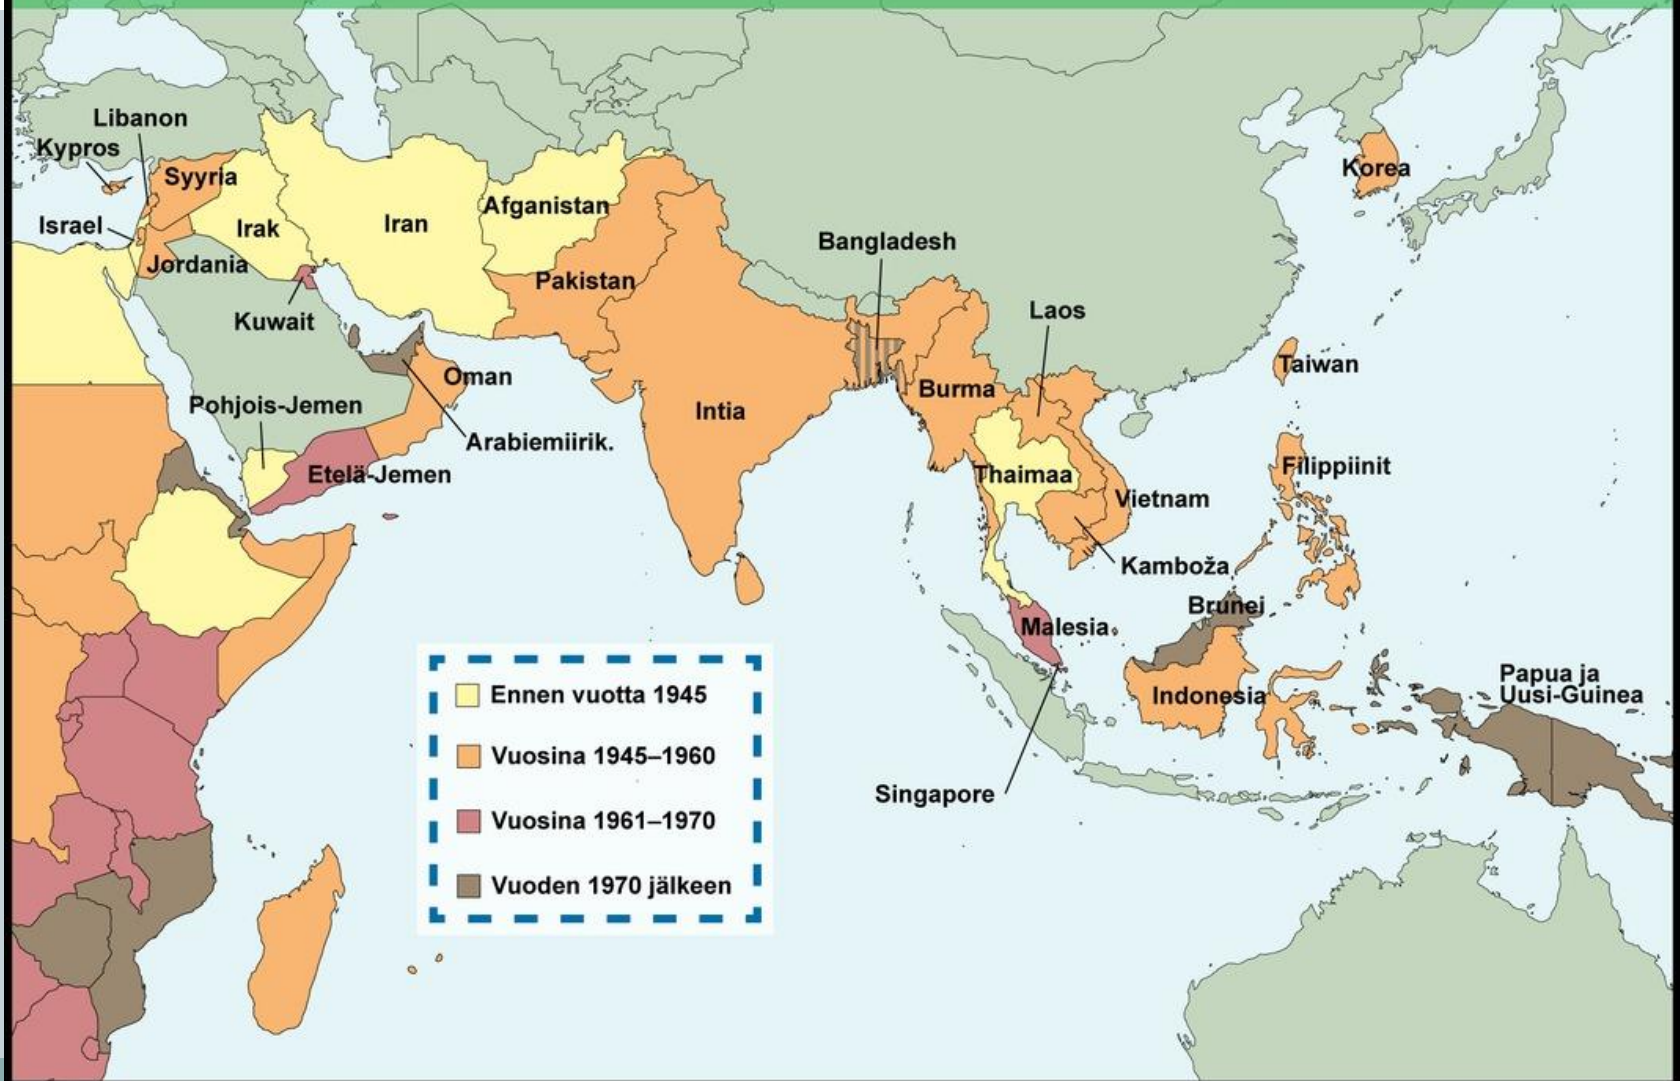 Libanon
Kypros
Syyria
Israel
Irak
Iran
Afganistan
Jordania
Pakistan
Kuwait
Bangladesh
Korea
Laos
Taiwan
Oman
Burma
Intia
Pohjois-Jemen
Arabiemiirik.
Etelä-Jemen
Thaimaa
Vietnam
Filippiinit
Kamboža
Brunei
Malesia
Indonesia
Papua ja
Uusi-Guinea
Singapore
Ennen vuotta 1945
Vuosina 1945–1960
Vuosina 1961–1970
Vuoden 1970 jälkeen